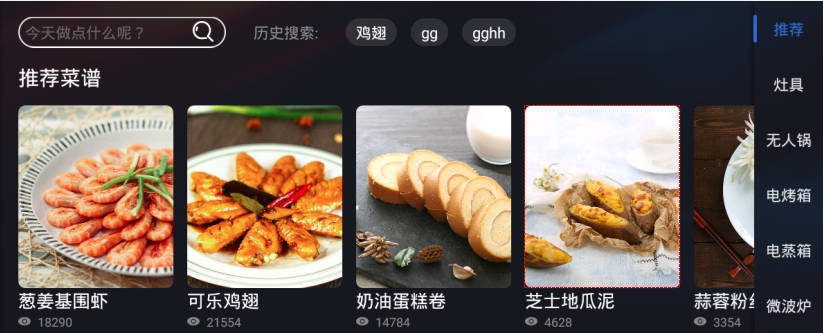 今天做点什么呢？
历史搜索:
鸡翅
gg
gghh
推荐菜谱
葱姜基围虾
18290
可乐鸡翅
21554
奶油蛋糕卷
14784
芝士地瓜泥
4628
蒜蓉粉
3354
推荐
灶具
无人锅
电烤箱
电蒸箱
微波炉